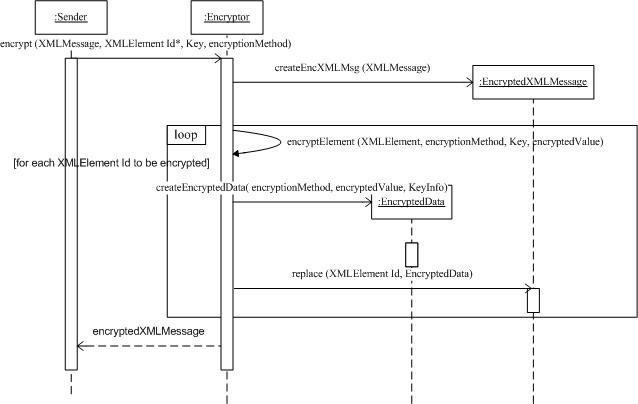 :Sender
:Encryptor
encrypt (XMLMessage, XMLElement Id*, Key, encryptionMethod)
createEncXMLMsg (XMLMessage)
:EncryptedXMLMessage
loop
encryptElement (XMLElement, encryptionMethod, Key, encryptedValue)
[for each XMLElement Id to be encrypted]
createEncryptedData( encryptionMethod, encryptedValue, KeyInfo)
:EncryptedData
replace (XMLElement Id, EncryptedData)
encryptedXMLMessage